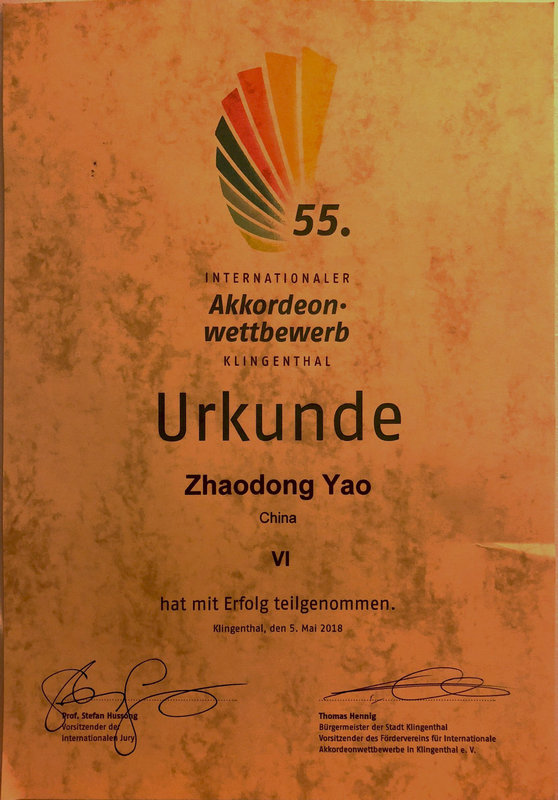 55.
INTERNATIONALER
Akkordeon•
wettbewerb
KLINGENTHAL
Urkunde
Zhaodong Yao
China
VI
hat mit Erfolg teilgenommen.
Klingenthal, den 5. Mai 2018
Prof. Stefan Hussong
Vorsitzender der
Internationalen Jury
Thomas Hennig
Bürgermeister der Stadt Klingenthal
Vorsitzender des Fördervereins für Internationale
Akkordeonwettbewerbe in Klingenthal e. V.